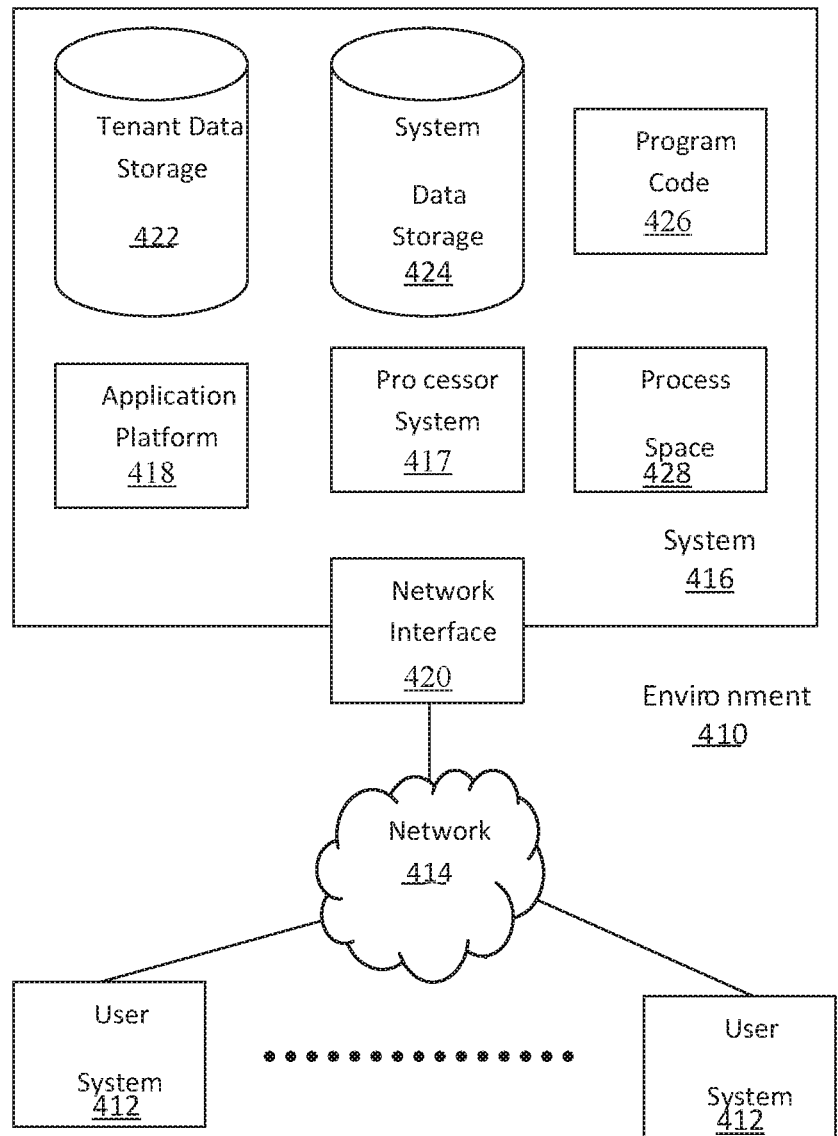 Tenant Data
Storage
422
System
Data
Storage
424
Program
Code
426
Application
Platform
418
Pro cessor
System
417
Process
Space
428
System
416
Network
Interface
420
Enviro nment
410
Network
414
User
System
412
User
System
412